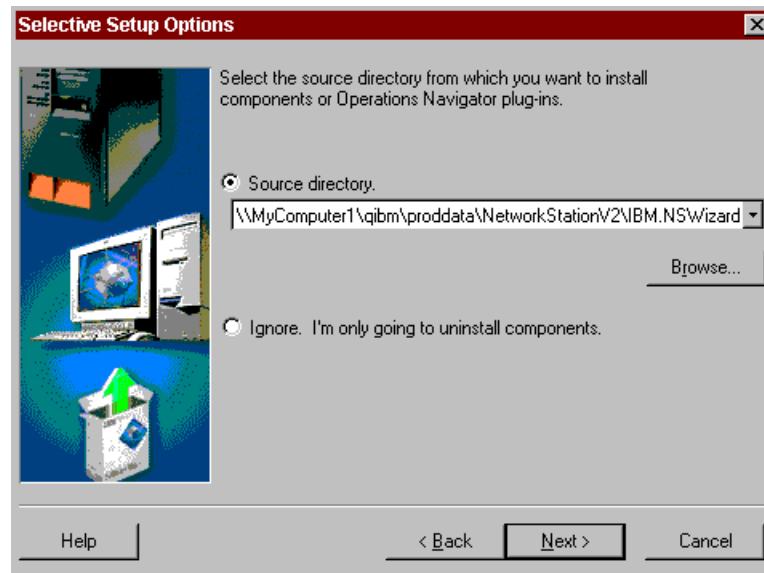 Selective Setup Options
Select the source directory from which you want to install
components or Operations Navigator plug-ins.
Source directory.
\\MyComputer1\qibm\proddata\NetworkStationV2\IBM.NSWizard
Browse...
Ignore. I'm only going to uninstall components.
Help
< Back
Next >
Cancel